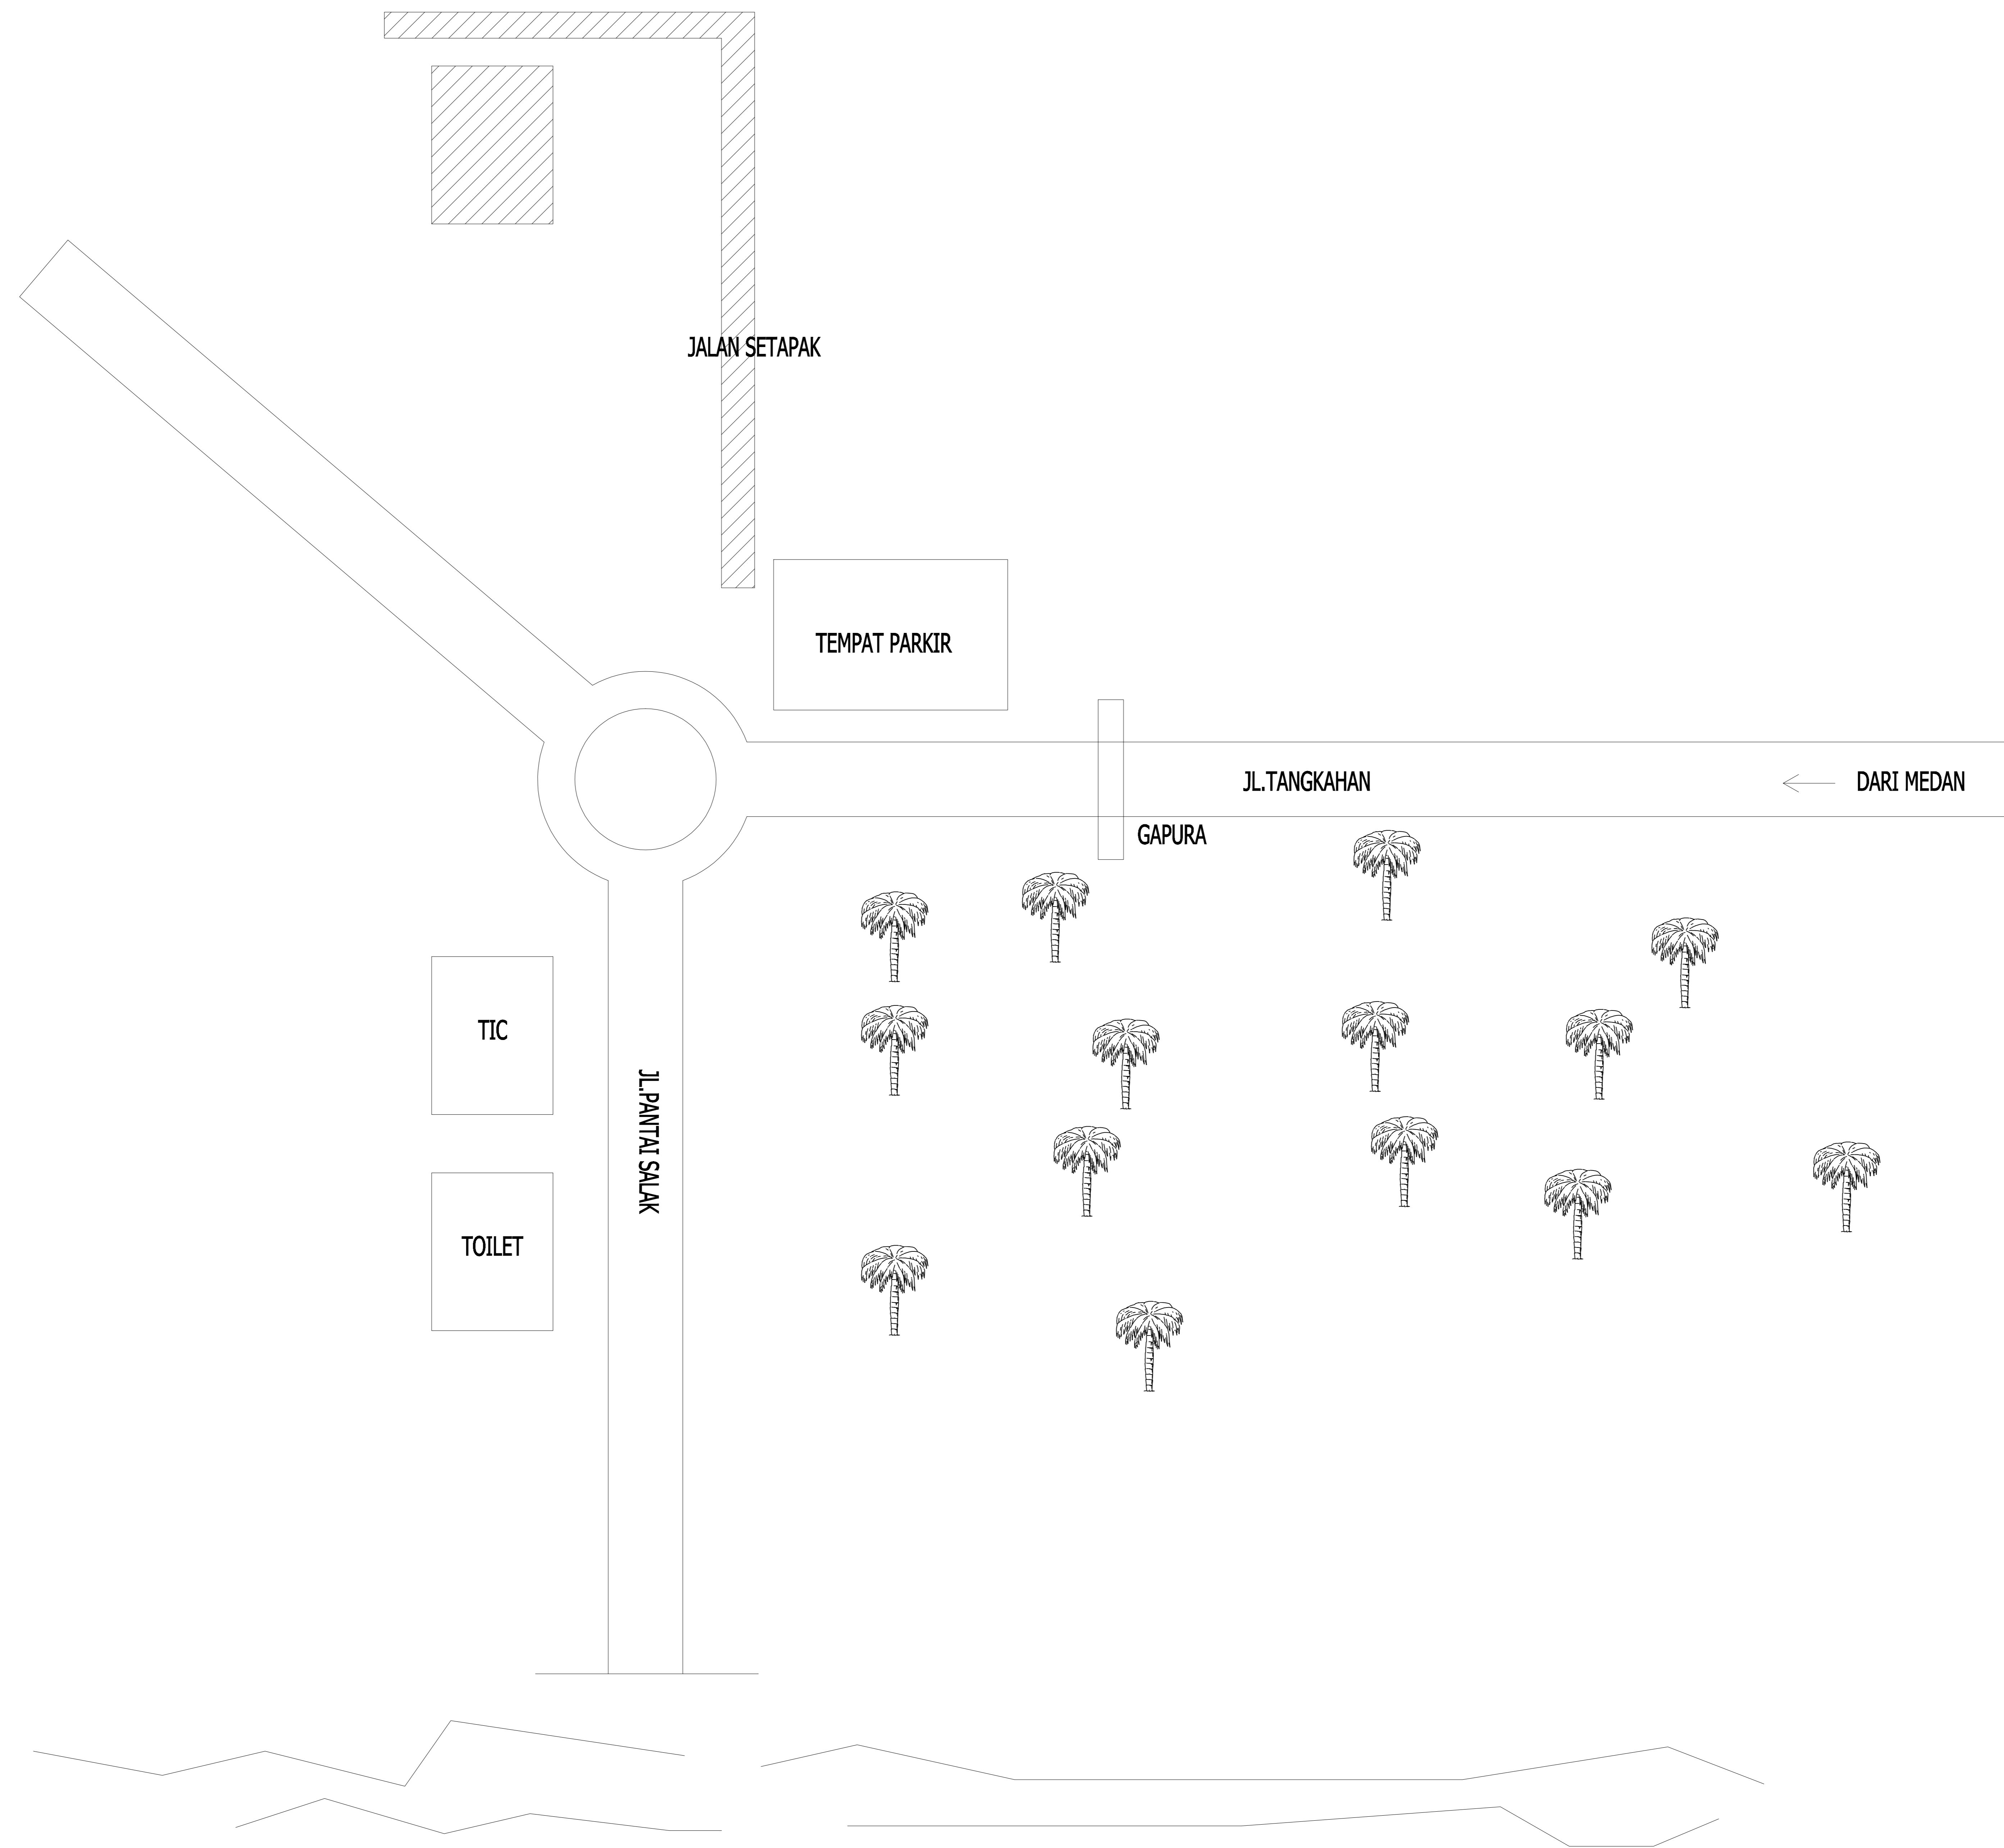 JALAN SETAPAK
TEMPAT PARKIR
JL.TANGKAHAN
DARI MEDAN
GAPURA
TIC
JL.PANTAI SALAK
TOILET